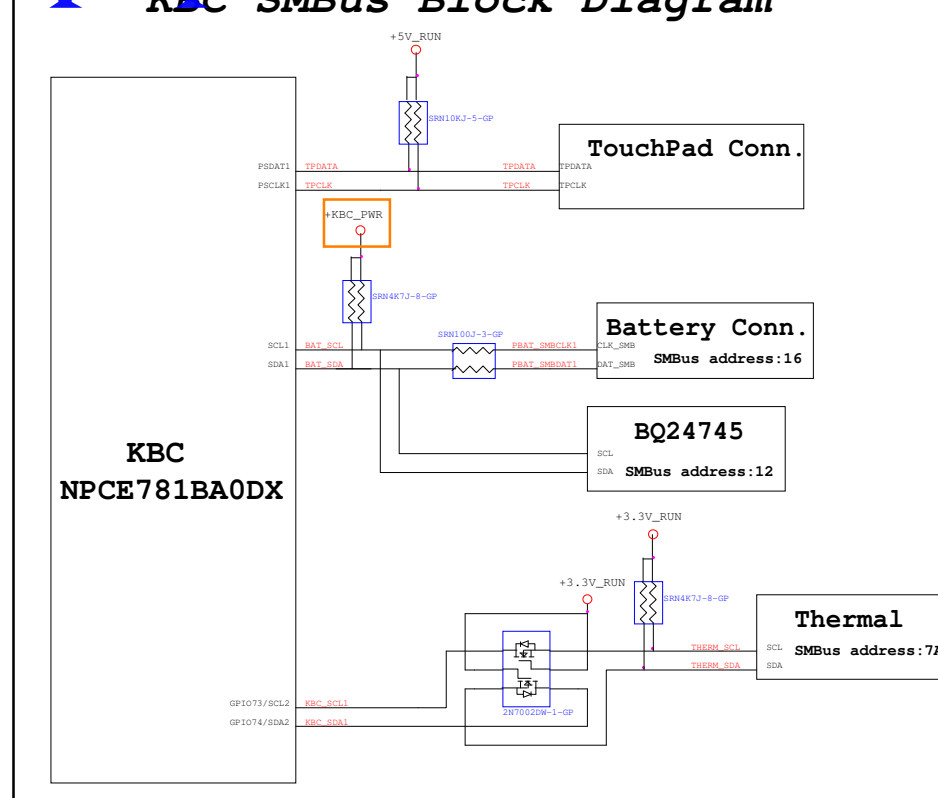 KBC SMBus Block Diagram
+5V_RUN
SRN10KJ-5-GP
TouchPad Conn.
PSDAT1 TPDATA TPDATA TPDATA
PSCLK1 TPCLK TPCLK TPCLK
+KBC_PWR
SRN4K7J-8-GP
SRN100J-3-GP
Battery Conn.
SCL1 BAT_SCL PBAT_SMBCLK1 CLK_SMB
SMBus address:16
SDA1 BAT_SDA PBAT_SMBDAT1 DAT_SMB
BQ24745
SCL
SDA SMBus address:12
KBC
NPCE781BA0DX
+3.3V_RUN
+3.3V_RUN
SRN4K7J-8-GP
Thermal
THERM_SCL SCL SMBus address:7A
THERM_SDA SDA
GPIO73/SCL2 KBC_SCL1
2N7002DW-1-GP
GPIO74/SDA2 KBC_SDA1